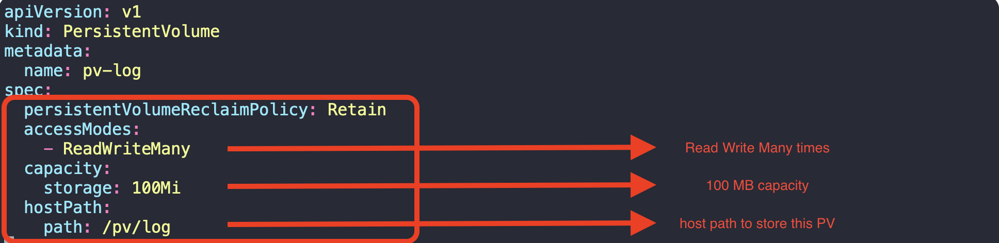 apiVersion: v1
kind: PersistentVolume
metadata:
  name: pv-log
spec:
  persistentVolumeReclaimPolicy: Retain
  accessModes:
    - ReadWriteMany
Read Write Many times
  capacity:
    storage: 100Mi
100 MB capacity
  hostPath:
    path: /pv/log
host path to store this PV